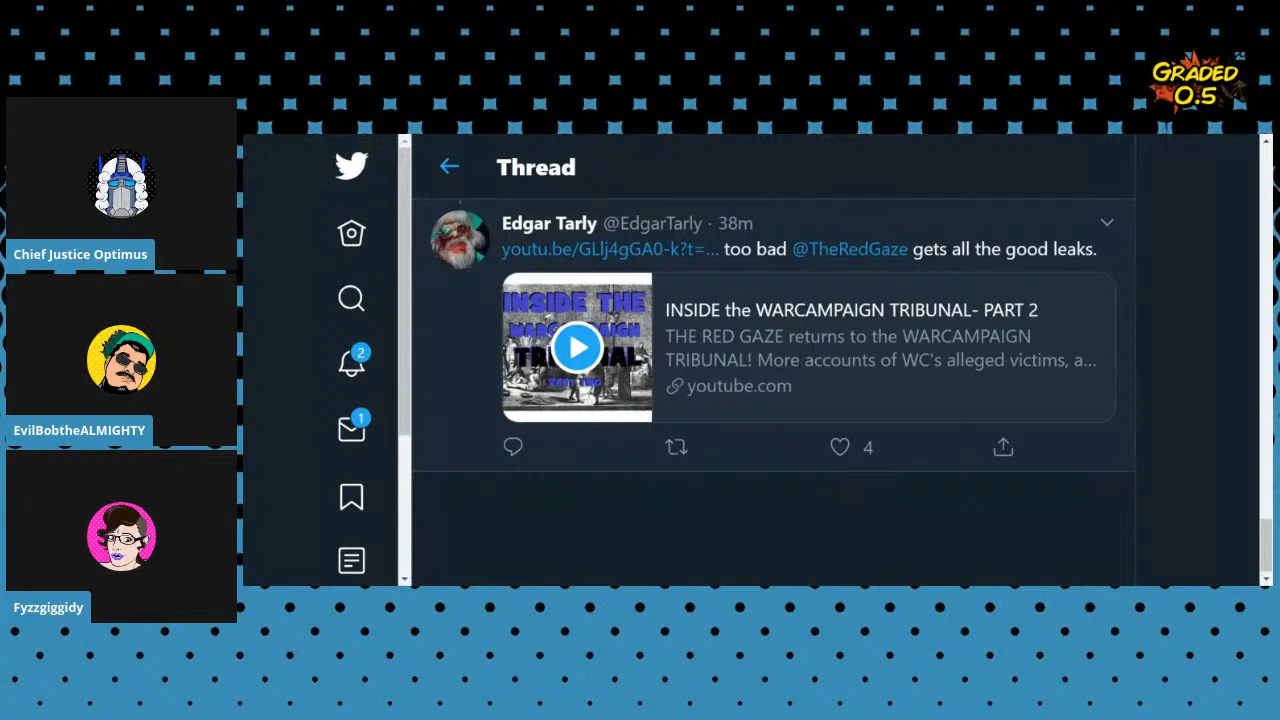 GRADED
0.5
Chief Justice Optimus
EvilBobtheALMIGHTY
Fyzzgiggidy
2
1
Thread
Edgar Tarly @EdgarTarly · 38m
youtu.be/GLlj4gGA0-k?t=... too bad @TheRedGaze gets all the good leaks.
INSIDE THE
WARCAMPAIGN
TRIBUNAL
PART TWO
INSIDE the WARCAMPAIGN TRIBUNAL- PART 2
THE RED GAZE returns to the WARCAMPAIGN
TRIBUNAL! More accounts of WC's alleged victims, a...
youtube.com
4